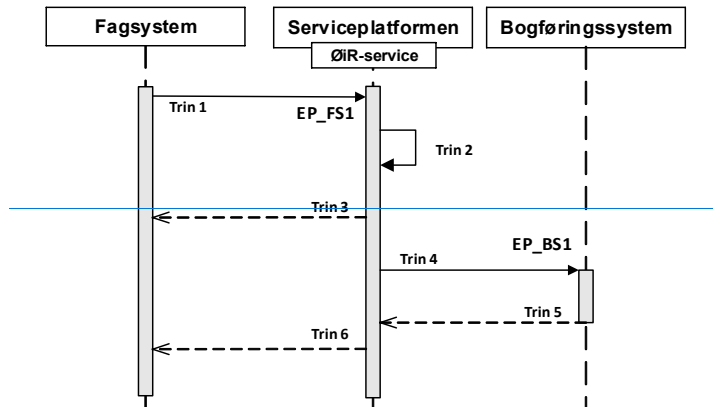 Fagsystem
Serviceplatformen
Bogføringssystem
ØiR-service
Trin 1
EP_FS1
Trin 2
Trin 3
EP_BS1
Trin 4
Trin 5
Trin 6